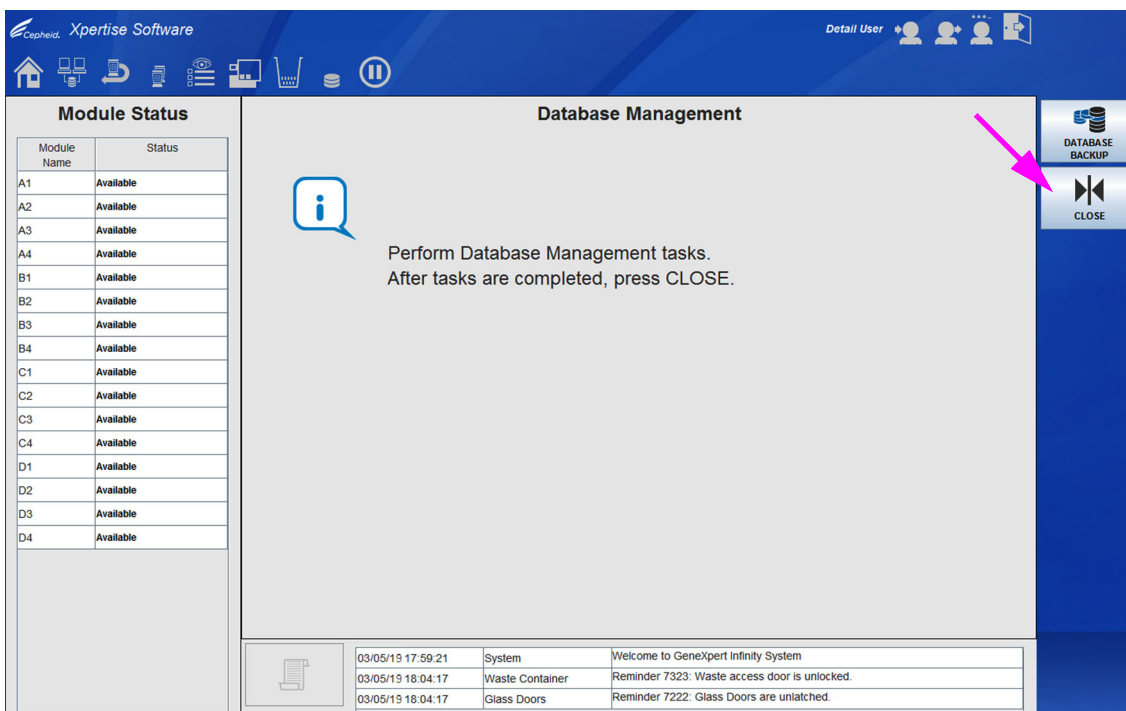 Cepheid. Xpertise Software
Detail User
Module Status
Database Management
DATABASE
BACKUP
CLOSE
Module
Name
Status
A1 Available
A2 Available
A3 Available
A4 Available
B1 Available
B2 Available
B3 Available
B4 Available
C1 Available
C2 Available
C3 Available
C4 Available
D1 Available
D2 Available
D3 Available
D4 Available
i
Perform Database Management tasks.
After tasks are completed, press CLOSE.
03/05/19 17:59:21 System Welcome to GeneXpert Infinity System
03/05/19 18:04:17 Waste Container Reminder 7323: Waste access door is unlocked.
03/05/19 18:04:17 Glass Doors Reminder 7222: Glass Doors are unlatched.